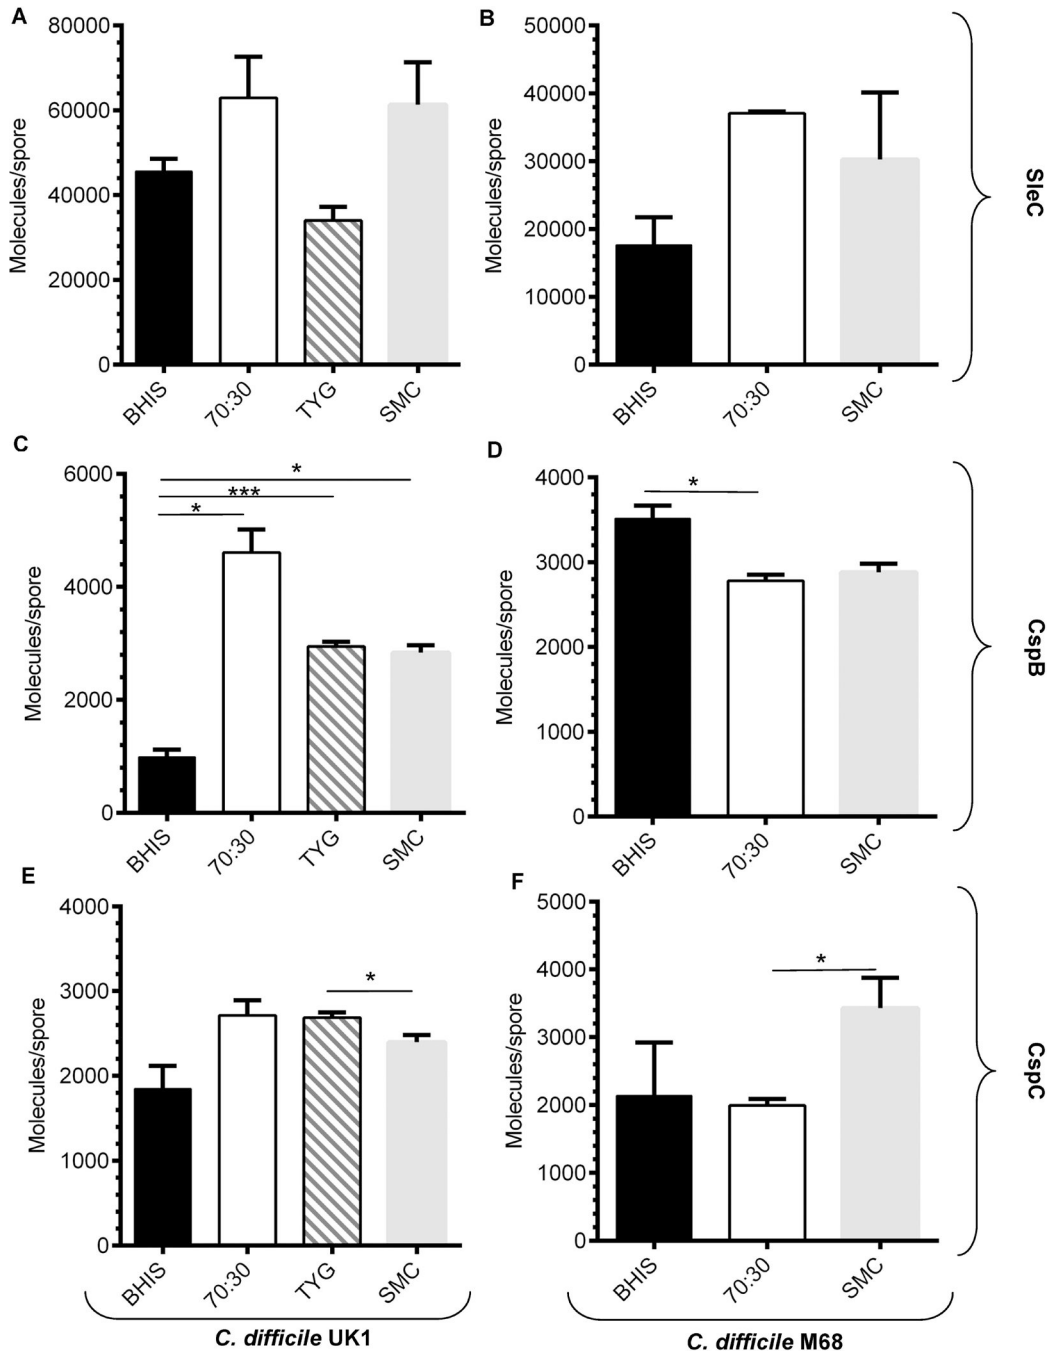 A
Molecules/spore
80000
60000
40000
20000
0
BHIS
70:30
TYG
SMC
B
Molecules/spore
50000
40000
30000
20000
10000
0
BHIS
70:30
SMC
SleC
C
Molecules/spore
6000
4000
2000
0
*
***
*
BHIS
70:30
TYG
SMC
D
Molecules/spore
4000
3000
2000
1000
0
*
BHIS
70:30
SMC
CspB
E
Molecules/spore
4000
3000
2000
1000
0
*
BHIS
70:30
TYG
SMC
C. difficile UK1
F
Molecules/spore
5000
4000
3000
2000
1000
0
*
BHIS
70:30
SMC
CspC
C. difficile M68